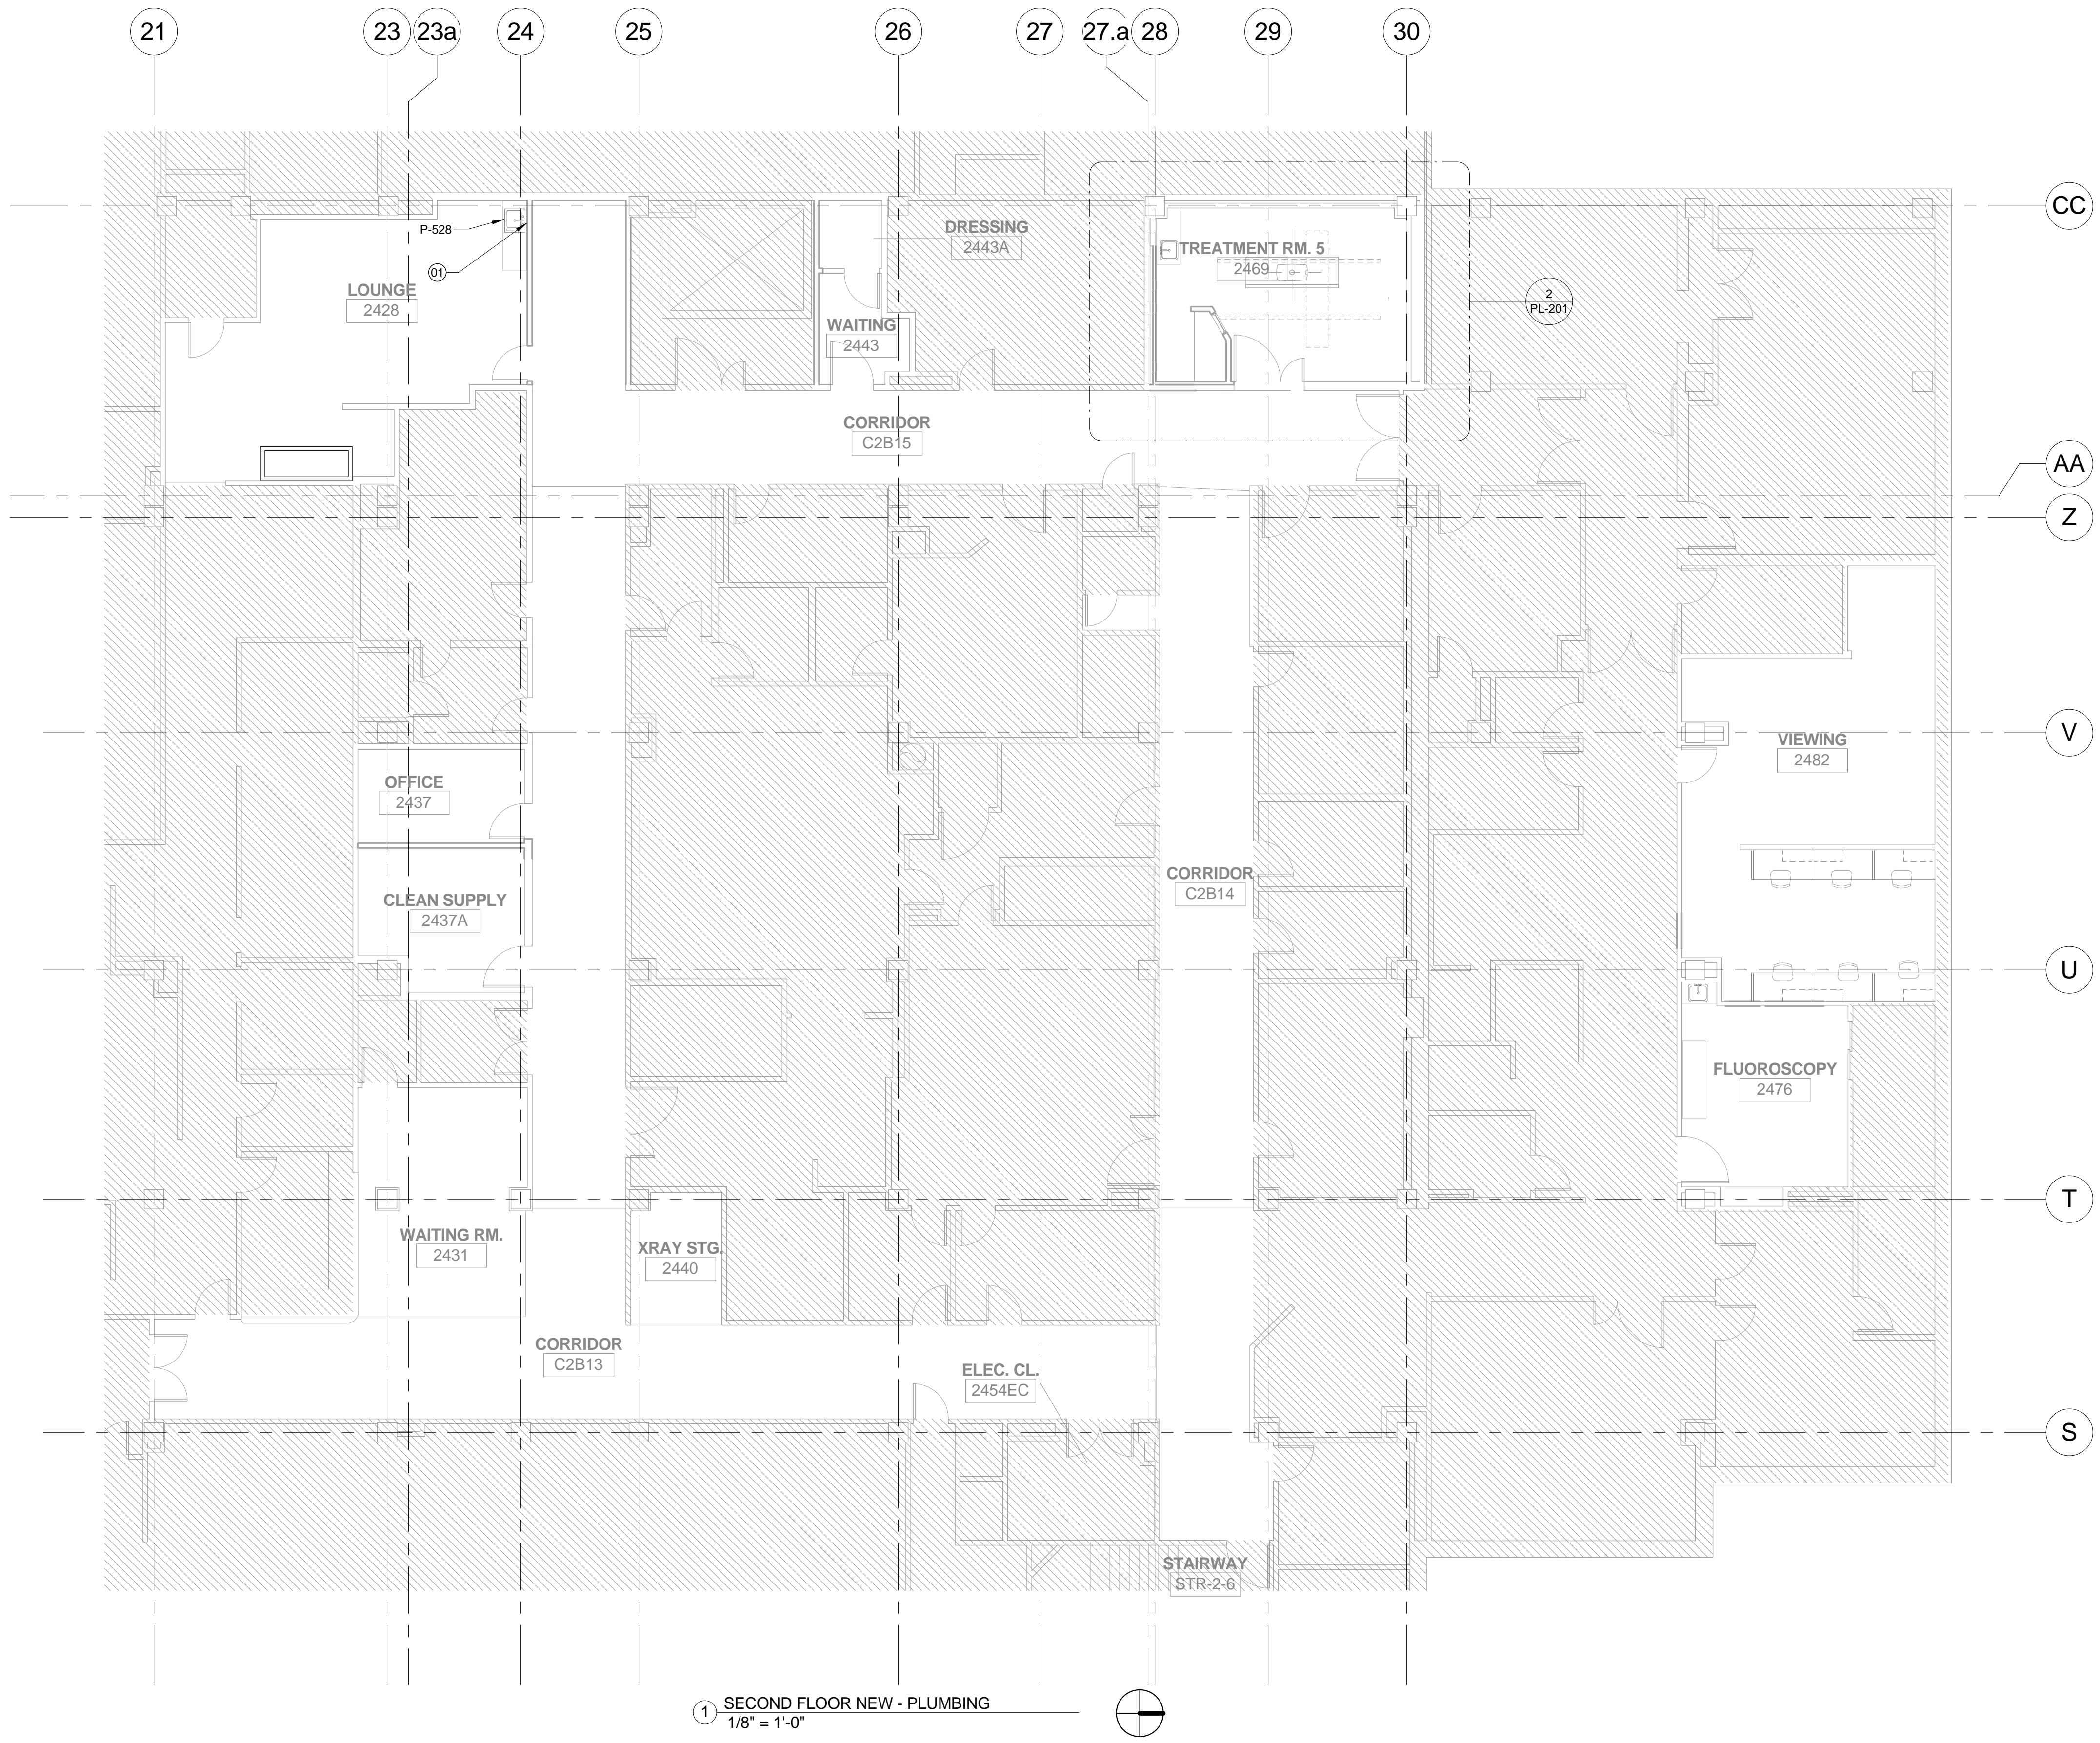 21
23
23a
24
25
26
27
27.a
28
29
30
CC
P-528
01
LOUNGE
2428
DRESSING
2443A
WAITING
2443
TREATMENT RM. 5
2469
2
PL-201
CORRIDOR
C2B15
AA
Z
V
OFFICE
2437
VIEWING
2482
CLEAN SUPPLY
2437A
CORRIDOR
C2B14
U
FLUOROSCOPY
2476
T
WAITING RM.
2431
XRAY STG.
2440
CORRIDOR
C2B13
ELEC. CL.
2454EC
S
STAIRWAY
STR-2-6
1
SECOND FLOOR NEW - PLUMBING
1/8" = 1'-0"